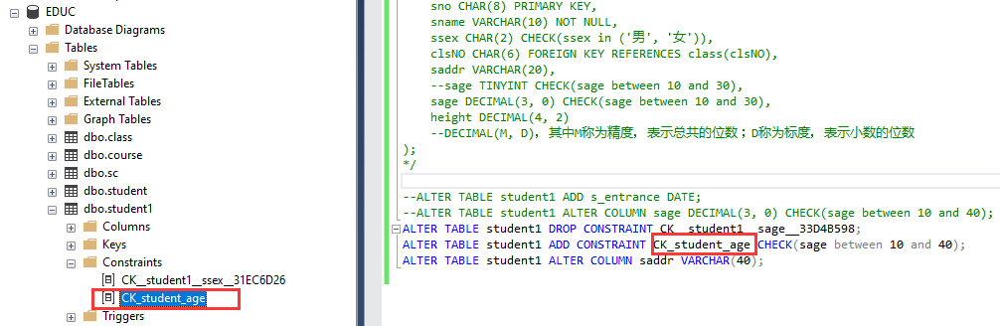 EDUC
Database Diagrams
Tables
System Tables
FileTables
External Tables
Graph Tables
dbo.class
dbo.course
dbo.sc
dbo.student
dbo.student1
Columns
Keys
Constraints
CK__student1__ssex__31EC6D26
CK_student_age
Triggers
sno CHAR(8) PRIMARY KEY,
sname VARCHAR(10) NOT NULL,
ssex CHAR(2) CHECK(ssex in ('男', '女')),
clsNO CHAR(6) FOREIGN KEY REFERENCES class(clsNO),
saddr VARCHAR(20),
--sage TINYINT CHECK(sage between 10 and 30),
sage DECIMAL(3, 0) CHECK(sage between 10 and 30),
height DECIMAL(4, 2)
--DECIMAL(M, D)，其中M称为精度，表示总共的位数；D称为标度，表示小数的位数
);
*/
--ALTER TABLE student1 ADD s_entrance DATE;
--ALTER TABLE student1 ALTER COLUMN sage DECIMAL(3, 0) CHECK(sage between 10 and 40);
ALTER TABLE student1 DROP CONSTRAINT CK__student1__sage__33D4B598;
ALTER TABLE student1 ADD CONSTRAINT CK_student_age CHECK(sage between 10 and 40);
ALTER TABLE student1 ALTER COLUMN saddr VARCHAR(40);